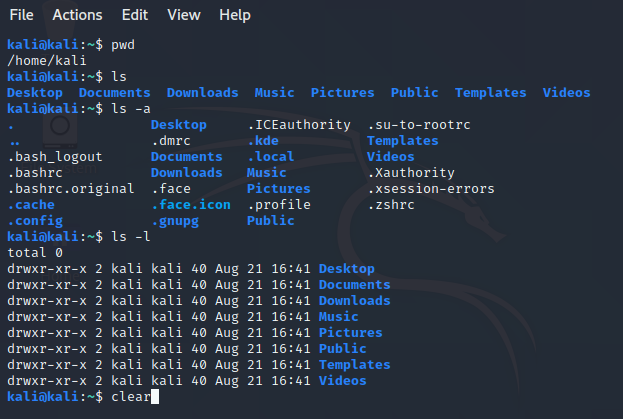 File Actions Edit View Help
kali@kali:~$ pwd
/home/kali
kali@kali:~$ ls
Desktop Documents Downloads Music Pictures Public Templates Videos
kali@kali:~$ ls -a
. Desktop .ICEauthority .su-to-rootrc
.. .dmrc .kde Templates
.bash_logout Documents .local Videos
.bashrc Downloads Music .Xauthority
.bashrc.original .face Pictures .xsession-errors
.cache .face.icon .profile .zshrc
.config .gnupg Public
kali@kali:~$ ls -l
total 0
drwxr-xr-x 2 kali kali 40 Aug 21 16:41 Desktop
drwxr-xr-x 2 kali kali 40 Aug 21 16:41 Documents
drwxr-xr-x 2 kali kali 40 Aug 21 16:41 Downloads
drwxr-xr-x 2 kali kali 40 Aug 21 16:41 Music
drwxr-xr-x 2 kali kali 40 Aug 21 16:41 Pictures
drwxr-xr-x 2 kali kali 40 Aug 21 16:41 Public
drwxr-xr-x 2 kali kali 40 Aug 21 16:41 Templates
drwxr-xr-x 2 kali kali 40 Aug 21 16:41 Videos
kali@kali:~$ clear